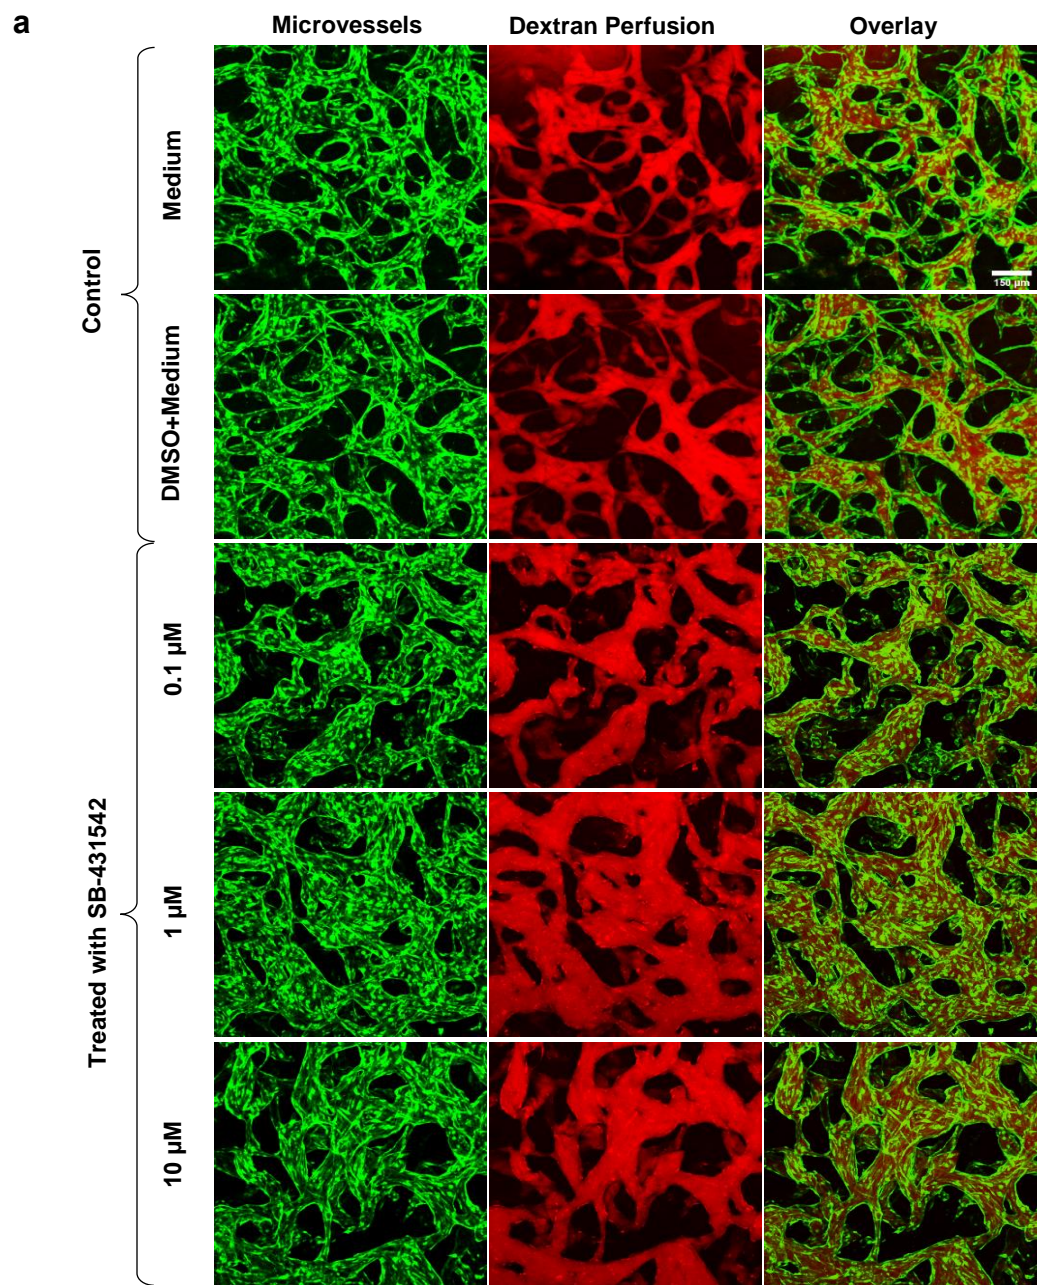 a
Microvessels
Dextran Perfusion
Overlay
Control
Medium
150 µm
DMSO+Medium
Treated with SB-431542
0.1 µM
1 µM
10 µM